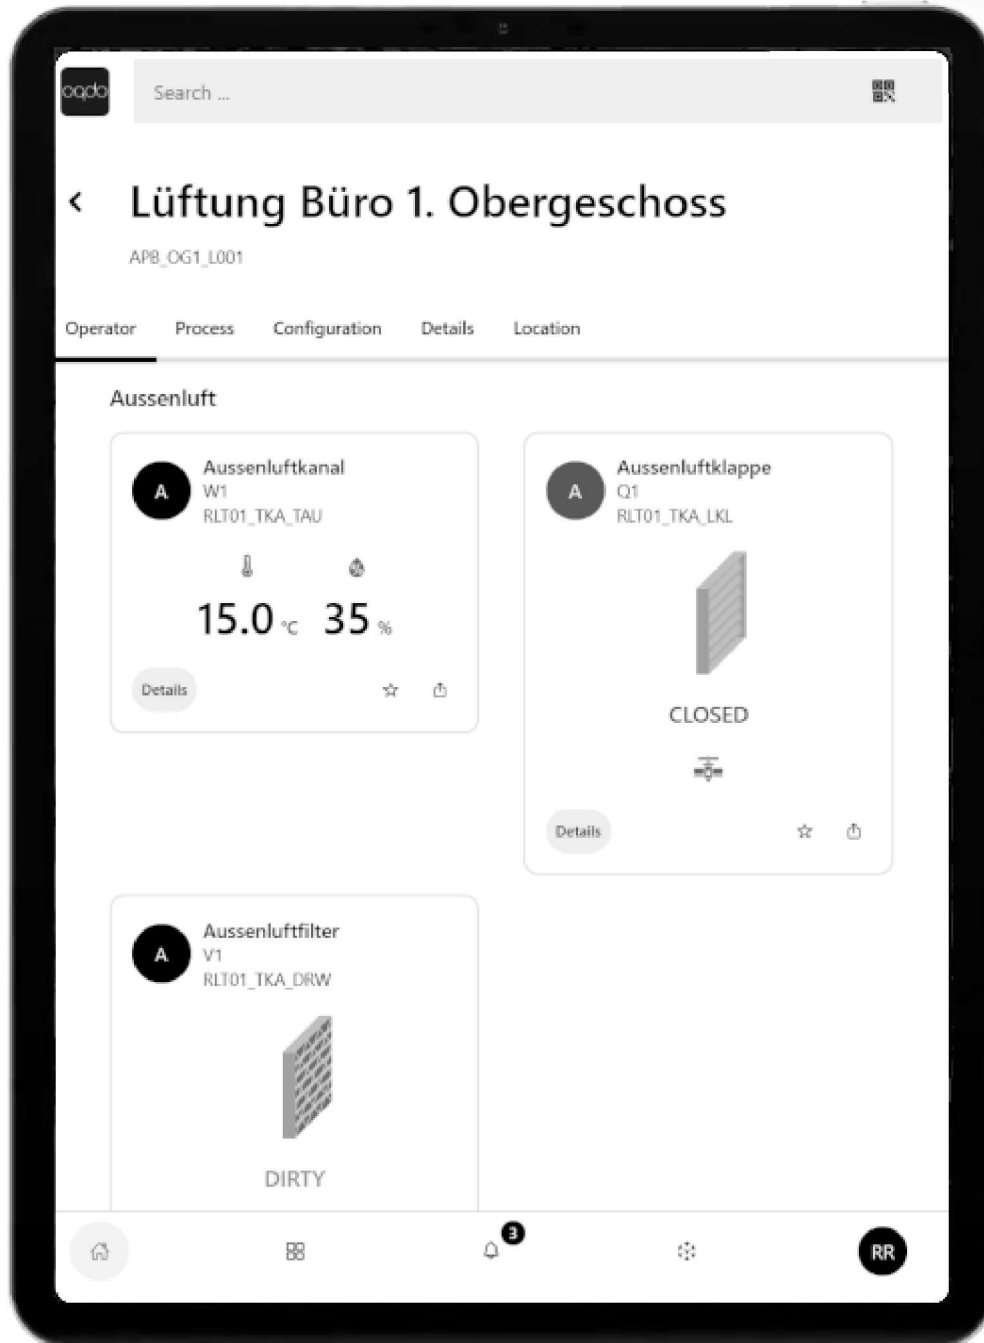 oqdo
Search ...
Lüftung Büro 1. Obergeschoss
APB_OG1_L001
Operator Process Configuration Details Location
Aussenluft
A
Aussenluftkanal
W1
RLT01_TKA_TAU
15.0 °C 35 %
Details
A
Aussenluftklappe
Q1
RLT01_TKA_LKL
CLOSED
Details
A
Aussenluftfilter
V1
RLT01_TKA_DRW
DIRTY
3
RR